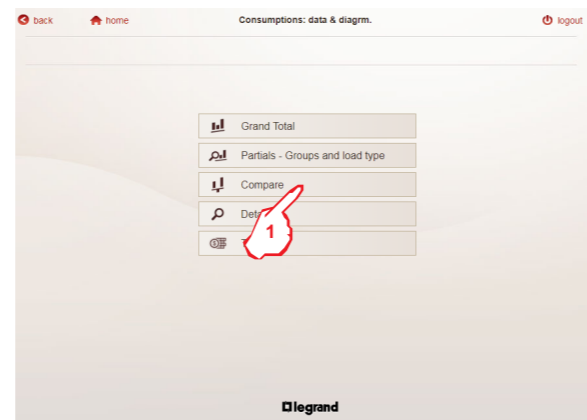 back home Consumptions: data & diagrm. logout
Grand Total
Partials - Groups and load type
Compare
1
legrand